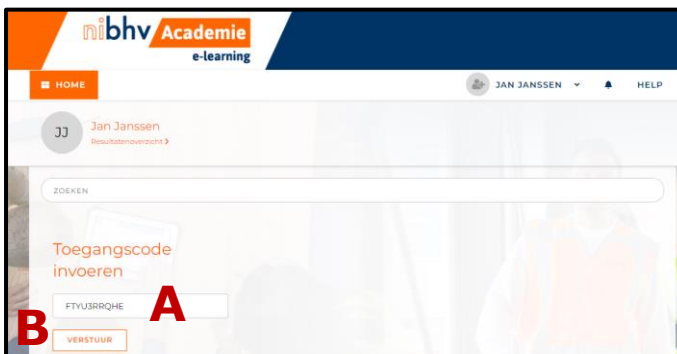 nibhv Academie
e-learning
HOME
JAN JANSSEN
HELP
JJ
Jan Janssen
Resultatenoverzicht >
ZOEKEN
Toegangscode
invoeren
FTYU3RRQHE
A
B
VERSTUUR